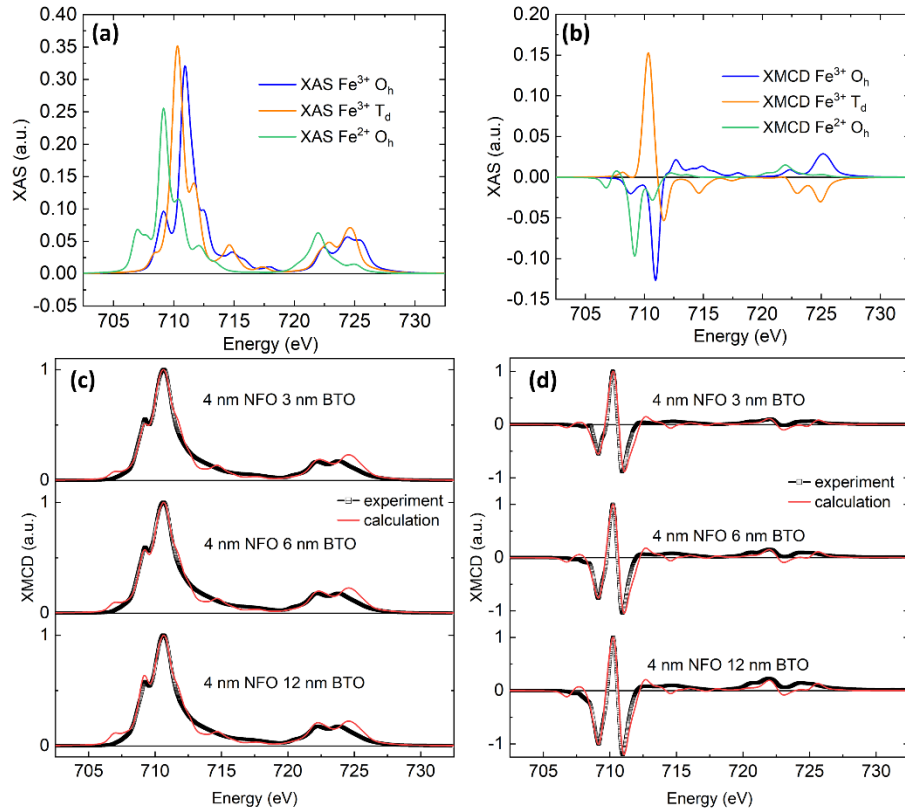 (a)
XAS Fe³⁺ Oₕ
XAS Fe³⁺ T_d
XAS Fe²⁺ Oₕ
0.40
0.35
0.30
0.25
0.20
0.15
0.10
0.05
0.00
-0.05
XAS (a.u.)
705 710 715 720 725 730
Energy (eV)
(b)
XMCD Fe³⁺ Oₕ
XMCD Fe³⁺ T_d
XMCD Fe²⁺ Oₕ
0.20
0.15
0.10
0.05
0.00
-0.05
-0.10
-0.15
XAS (a.u.)
705 710 715 720 725 730
Energy (eV)
(c)
4 nm NFO 3 nm BTO
experiment
calculation
4 nm NFO 6 nm BTO
4 nm NFO 12 nm BTO
1
0
1
0
1
0
XMCD (a.u.)
705 710 715 720 725 730
Energy (eV)
(d)
4 nm NFO 3 nm BTO
experiment
calculation
4 nm NFO 6 nm BTO
4 nm NFO 12 nm BTO
1
0
-1
1
0
-1
1
0
-1
XMCD (a.u.)
705 710 715 720 725 730
Energy (eV)